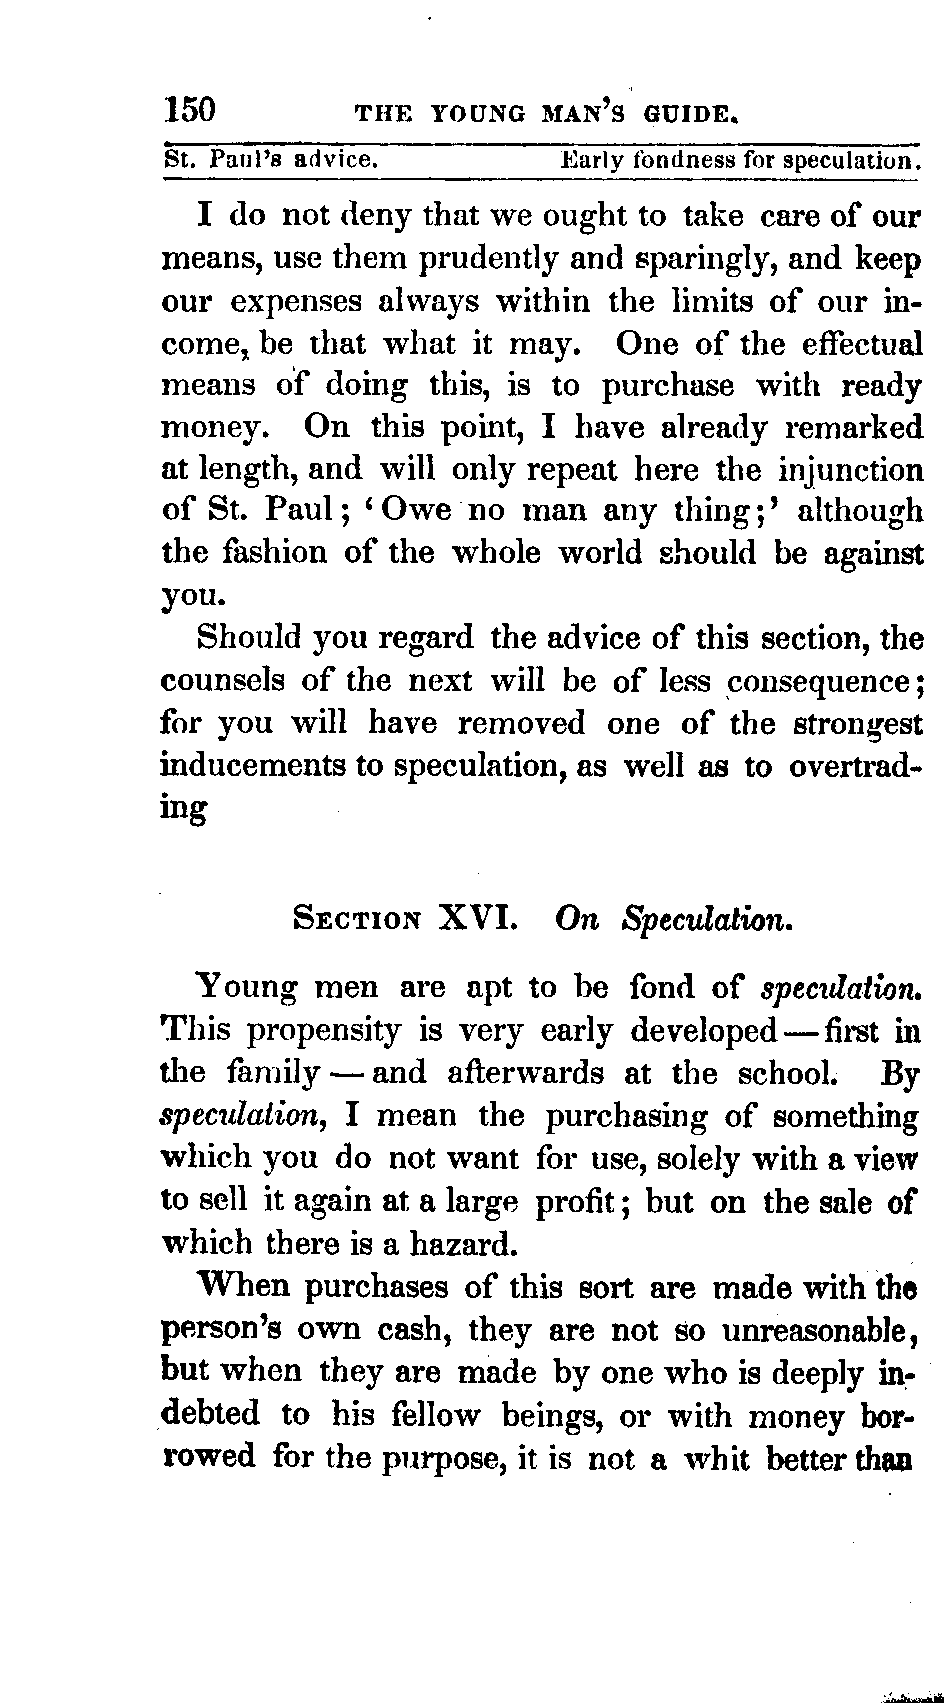 150 THE YOUNG MAN'S GUIDE.
St. Paul's advice. Early fondness for speculation.
I do not deny that we ought to take care of our
means, use them prudently and sparingly, and keep
our expenses always within the limits of our in-
come, be that what it may. One of the effectual
means of doing this, is to purchase with ready
money. On this point, I have already remarked
at length, and will only repeat here the injunction
of St. Paul; 'Owe no man any thing;' although
the fashion of the whole world should be against
you.
Should you regard the advice of this section, the
counsels of the next will be of less consequence;
for you will have removed one of the strongest
inducements to speculation, as well as to overtrad-
ing
SECTION XVI. On Speculation.
Young men are apt to be fond of speculation.
This propensity is very early developed—first in
the family — and afterwards at the school. By
speculation, I mean the purchasing of something
which you do not want for use, solely with a view
to sell it again at a large profit; but on the sale of
which there is a hazard.
When purchases of this sort are made with the
person's own cash, they are not so unreasonable,
but when they are made by one who is deeply in-
debted to his fellow beings, or with money bor-
rowed for the purpose, it is not a whit better than